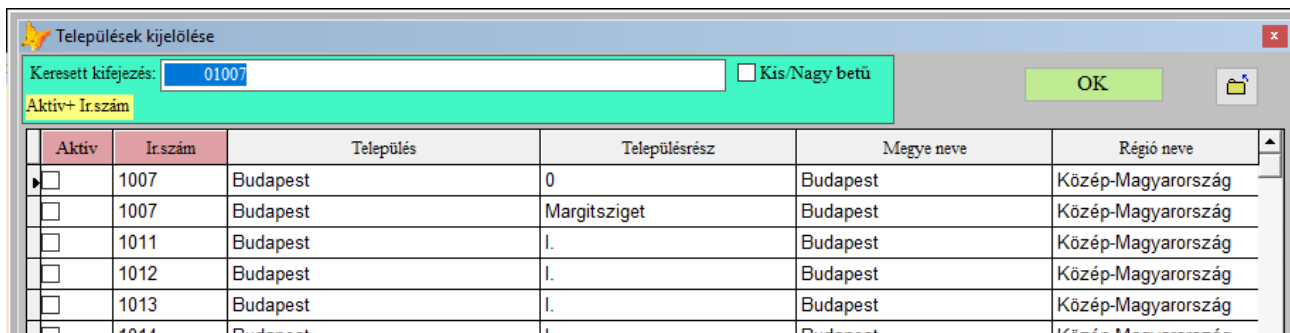 Települések kijelölése
Keresett kifejezés: 01007 Kis/Nagy betű OK
Aktiv+ Ir.szám
Aktiv Ir.szám Település Településrész Megye neve Régió neve
1007 Budapest 0 Budapest Közép-Magyarország
1007 Budapest Margitsziget Budapest Közép-Magyarország
1011 Budapest I. Budapest Közép-Magyarország
1012 Budapest I. Budapest Közép-Magyarország
1013 Budapest I. Budapest Közép-Magyarország